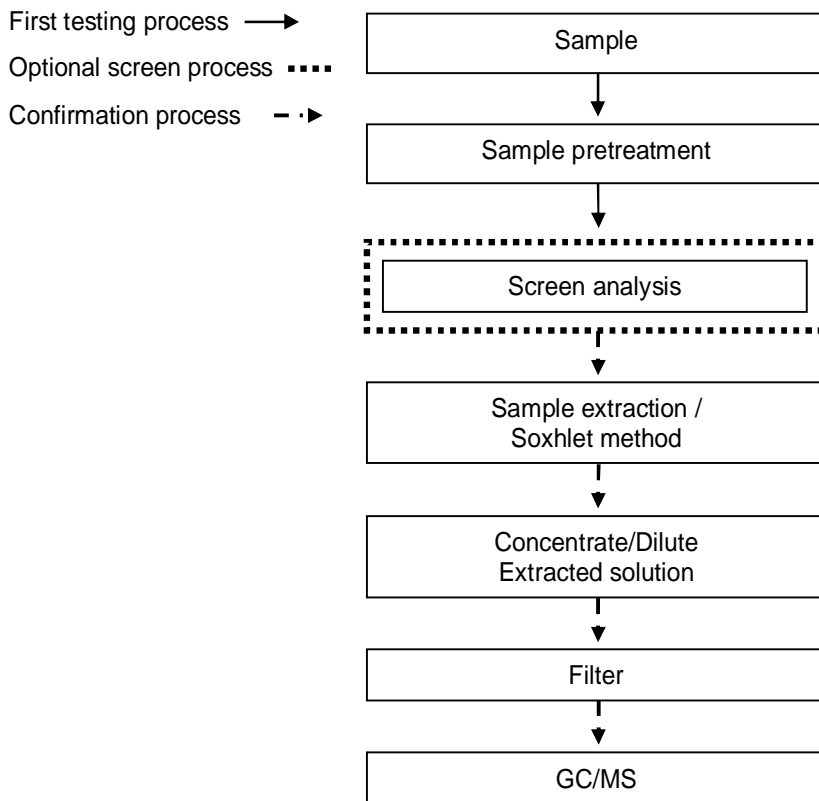 First testing process
Optional screen process
Confirmation process
Sample
Sample pretreatment
Screen analysis
Sample extraction /
Soxhlet method
Concentrate/Dilute
Extracted solution
Filter
GC/MS